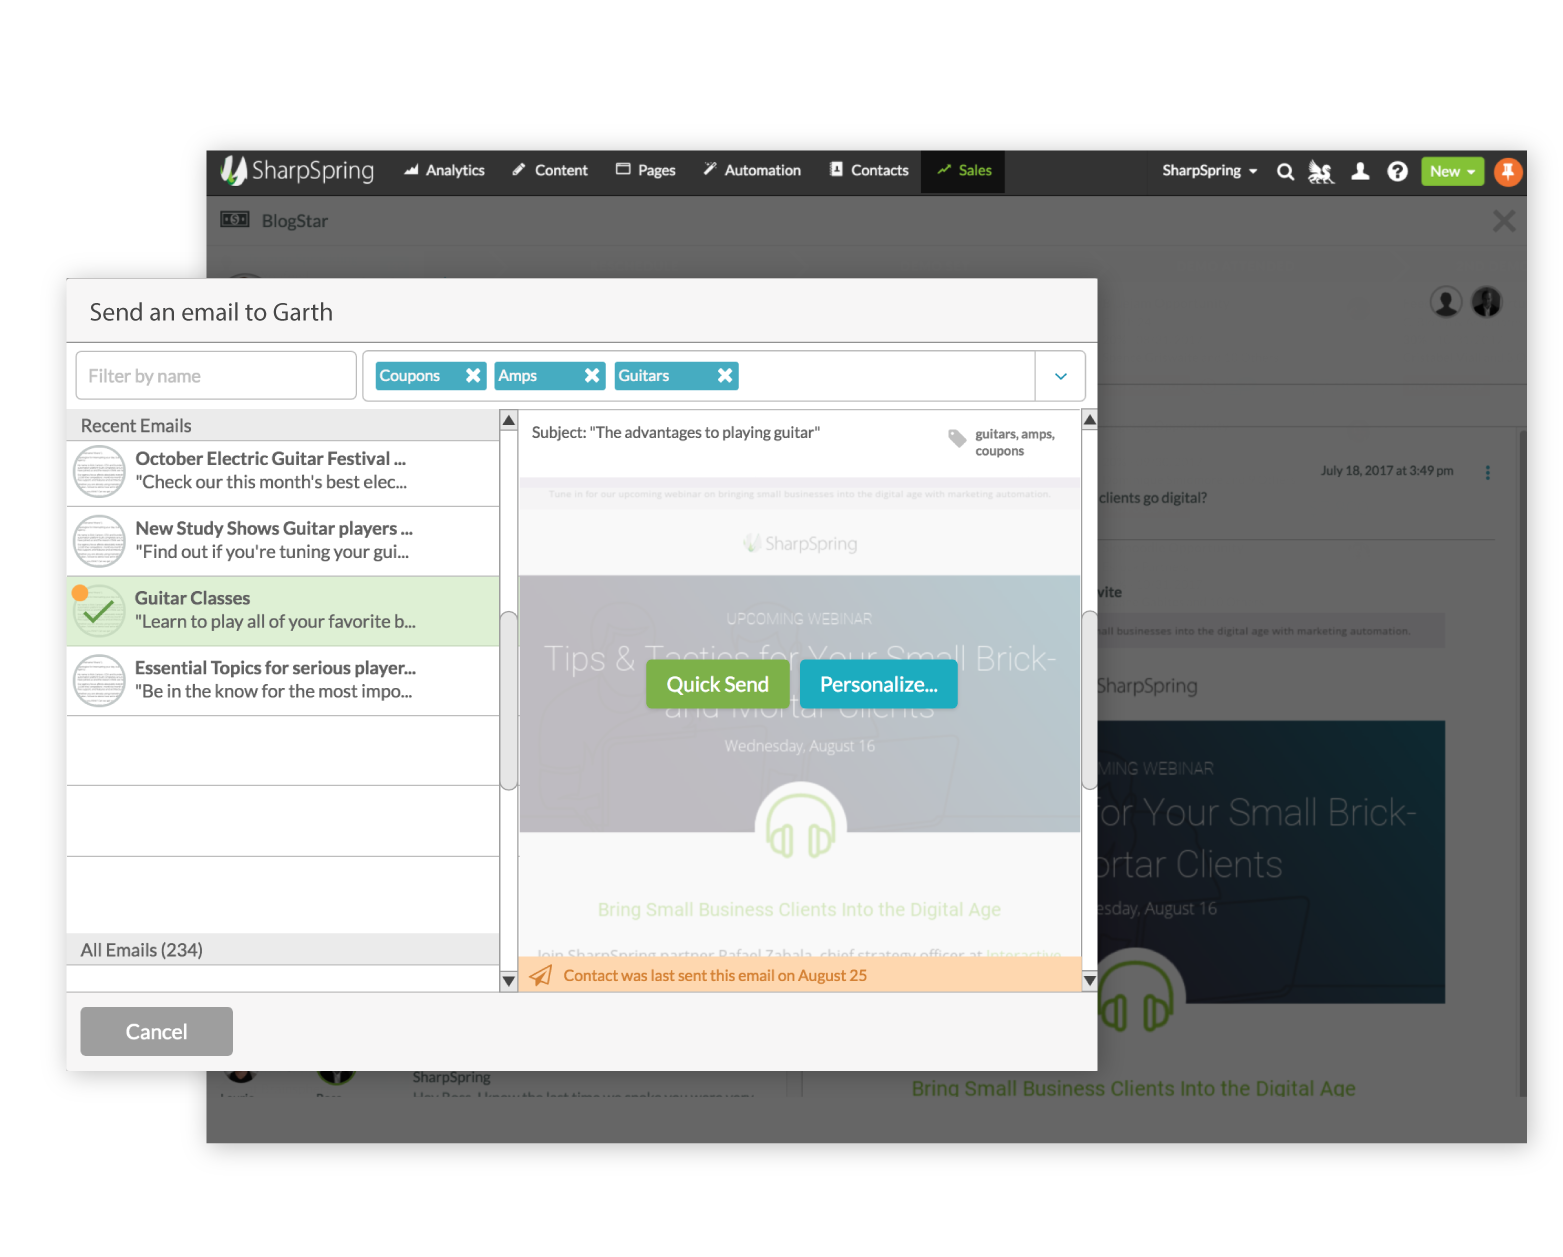 SharpSpring Analytics Content Pages Automation Contacts Sales SharpSpring New
BlogStar
Send an email to Garth
Filter by name Coupons Amps Guitars
Recent Emails
October Electric Guitar Festival ...
"Check our this month's best elec...
New Study Shows Guitar players ...
"Find out if you're tuning your gui...
Guitar Classes
"Learn to play all of your favorite b...
Essential Topics for serious player...
"Be in the know for the most impo...
All Emails (234)
Subject: "The advantages to playing guitar"
guitars, amps,
coupons
Tune in for our upcoming webinar on bringing small businesses into the digital age with marketing automation.
SharpSpring
UPCOMING WEBINAR
Tips & Tactics for Your Small Brick-
and-Mortar Clients
Quick Send Personalize...
Wednesday, August 16
Bring Small Business Clients Into the Digital Age
Join SharpSpring partner Rafael Zabala, chief strategy officer at Interactive
Contact was last sent this email on August 25
Cancel
July 18, 2017 at 3:49 pm
clients go digital?
vite
mall businesses into the digital age with marketing automation.
SharpSpring
MING WEBINAR
for Your Small Brick-
ortar Clients
esday, August 16
Bring Small Business Clients Into the Digital Age
SharpSpring